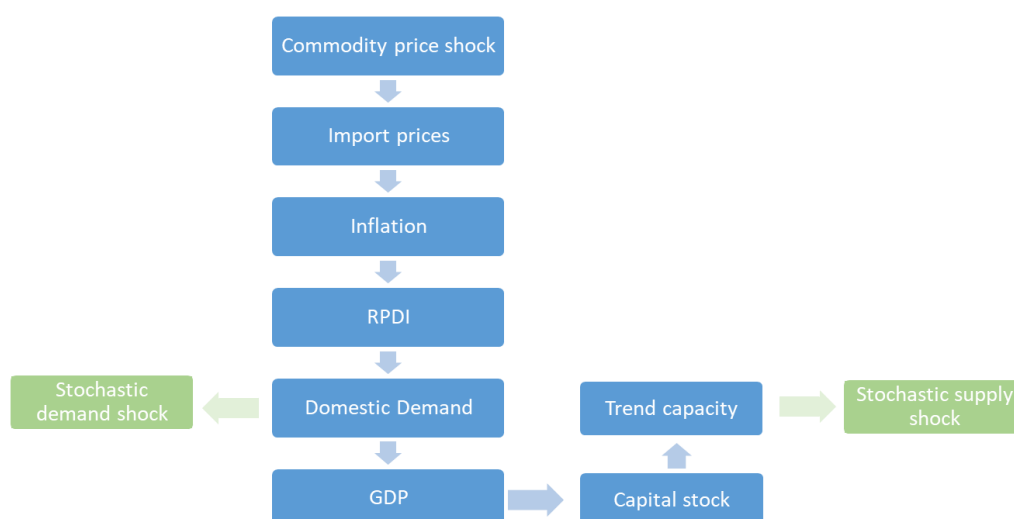 Commodity price shock
Import prices
Inflation
RPDI
Stochastic
demand shock
Domestic Demand
Trend capacity
Stochastic supply
shock
GDP
Capital stock